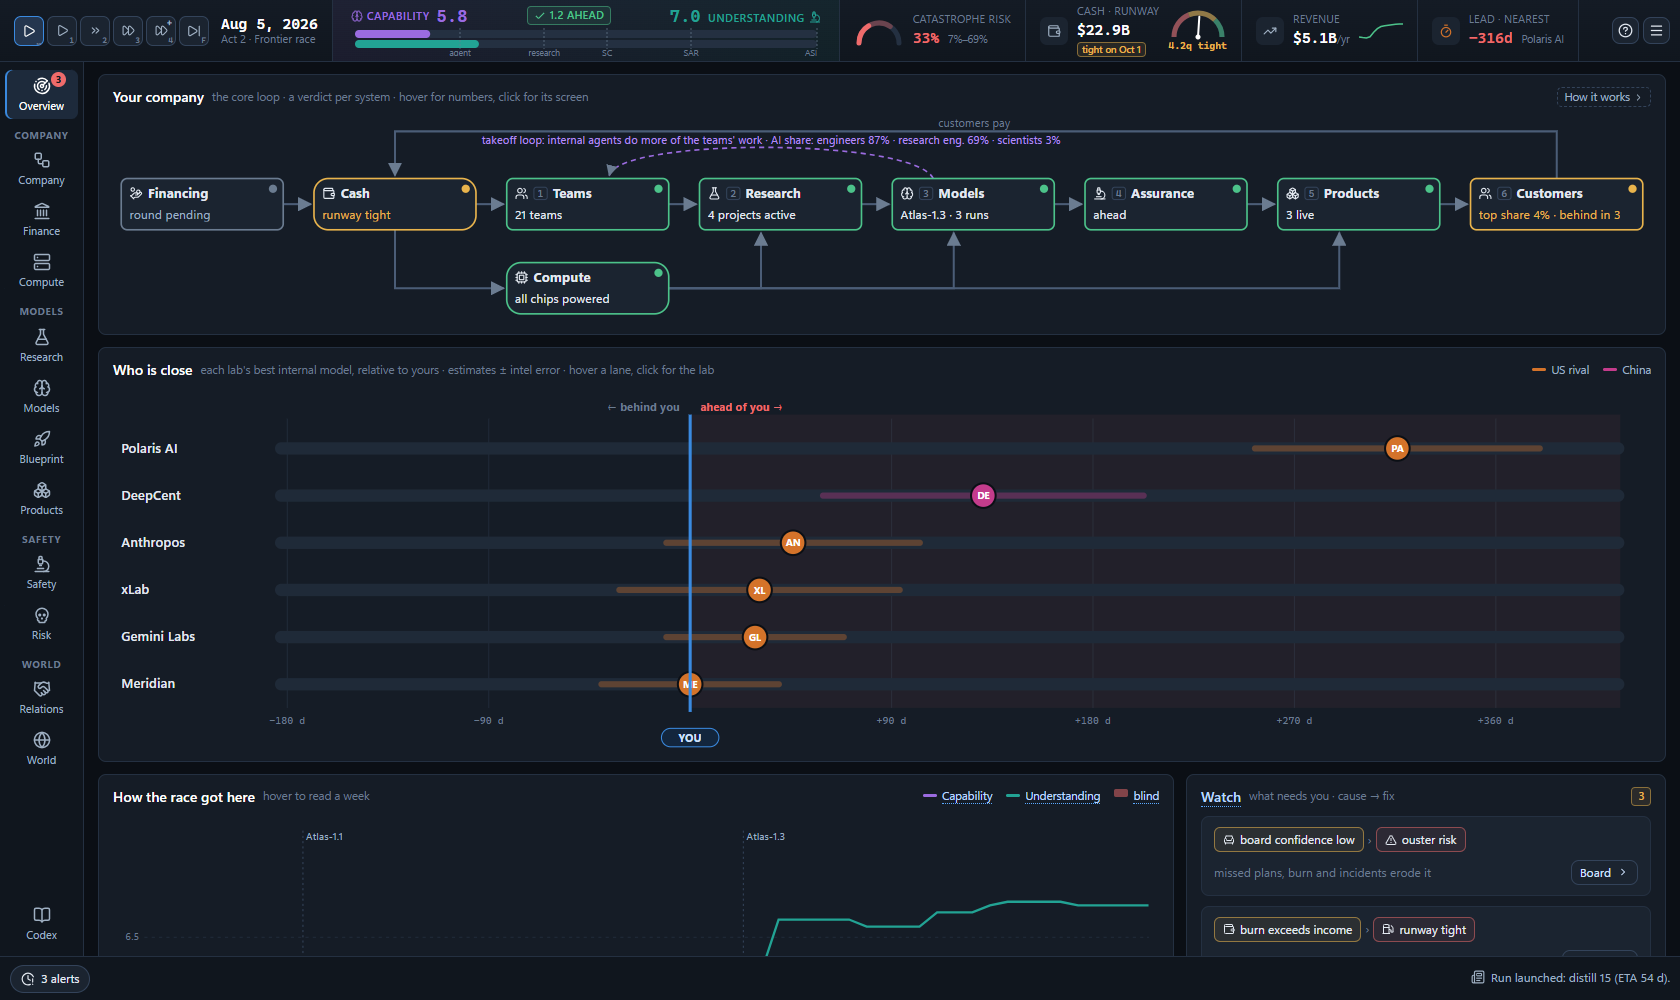 1
2
3
4
F
Aug 5, 2026
Act 2 · Frontier race
CAPABILITY 5.8
1.2 AHEAD
7.0 UNDERSTANDING
agent
research
SC
SAR
ASI
CATASTROPHE RISK
33% 7%–69%
CASH · RUNWAY
$22.9B
tight on Oct 1
4.2q tight
REVENUE
$5.1B/yr
LEAD · NEAREST
−316d Polaris AI
3
Overview
COMPANY
Company
Finance
Compute
MODELS
Research
Models
Blueprint
Products
SAFETY
Safety
Risk
WORLD
Relations
World
Codex
Your company the core loop · a verdict per system · hover for numbers, click for its screen
How it works ›
customers pay
takeoff loop: internal agents do more of the teams' work · AI share: engineers 87% · research eng. 69% · scientists 3%
Financing
round pending
Cash
runway tight
1 Teams
21 teams
2 Research
4 projects active
3 Models
Atlas-1.3 · 3 runs
4 Assurance
ahead
5 Products
3 live
6 Customers
top share 4% · behind in 3
Compute
all chips powered
Who is close each lab's best internal model, relative to yours · estimates ± intel error · hover a lane, click for the lab
US rival
China
← behind you
ahead of you →
Polaris AI
PA
DeepCent
DE
Anthropos
AN
xLab
XL
Gemini Labs
GL
Meridian
ME
−180 d
−90 d
+90 d
+180 d
+270 d
+360 d
YOU
How the race got here hover to read a week
Capability
Understanding
blind
Atlas-1.1
Atlas-1.3
6.5
Watch what needs you · cause → fix
3
board confidence low › ouster risk
missed plans, burn and incidents erode it
Board ›
burn exceeds income › runway tight
3 alerts
Run launched: distill 15 (ETA 54 d).